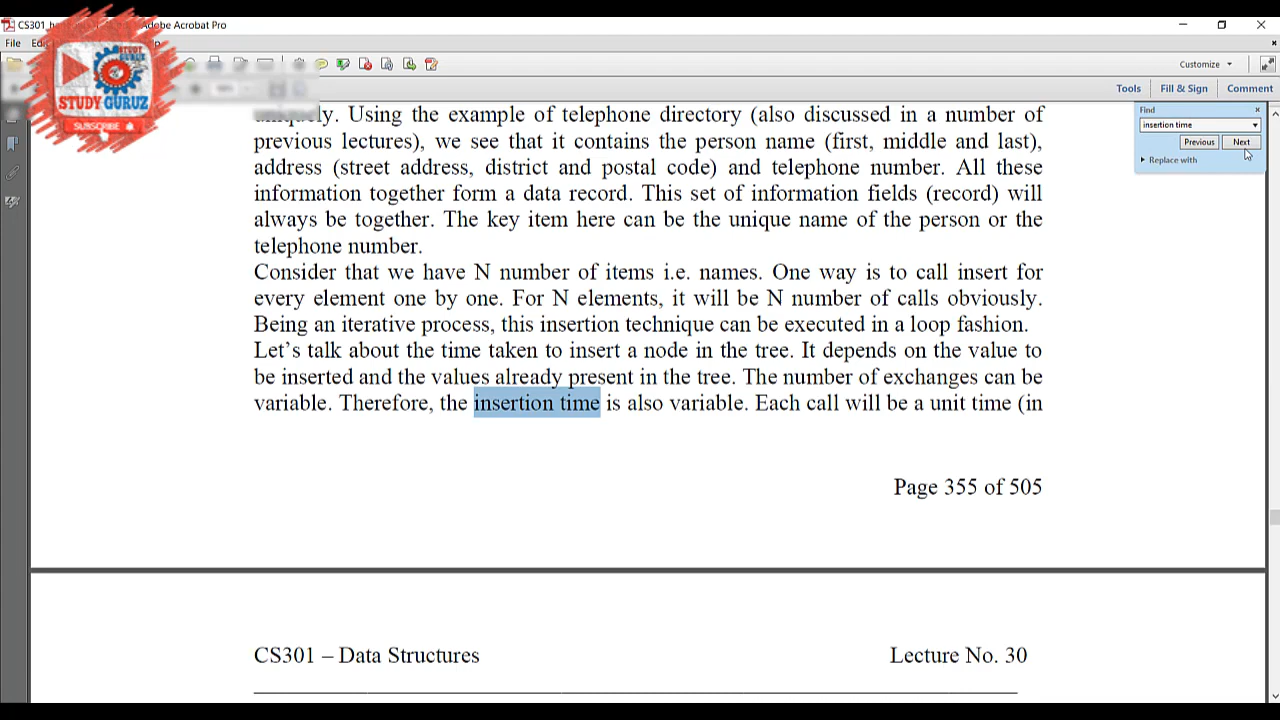 CS301
Adobe Acrobat Pro
File
Customize
Tools
Fill & Sign
Comment
STUDY
GURUZ
STUDY GURUZ
SUBSCRIBE
Find
insertion time
Previous
Next
Replace with
uniquely. Using the example of telephone directory (also discussed in a number of
previous lectures), we see that it contains the person name (first, middle and last),
address (street address, district and postal code) and telephone number. All these
information together form a data record. This set of information fields (record) will
always be together. The key item here can be the unique name of the person or the
telephone number.
Consider that we have N number of items i.e. names. One way is to call insert for
every element one by one. For N elements, it will be N number of calls obviously.
Being an iterative process, this insertion technique can be executed in a loop fashion.
Let’s talk about the time taken to insert a node in the tree. It depends on the value to
be inserted and the values already present in the tree. The number of exchanges can be
variable. Therefore, the insertion time is also variable. Each call will be a unit time (in
Page 355 of 505
CS301 – Data Structures
Lecture No. 30